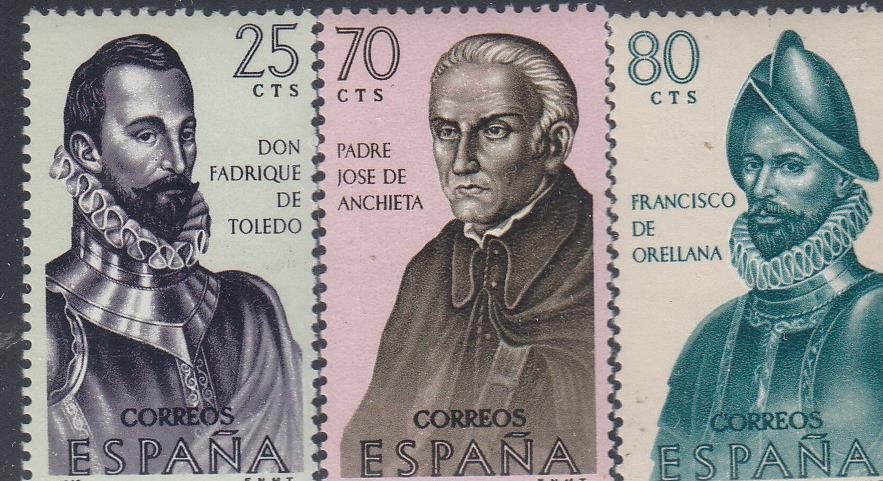 25
CTS
DON
FADRIQUE
DE
TOLEDO
CORREOS
ESPAÑA
70
CTS
PADRE
JOSE DE
ANCHIETA
CORREOS
ESPAÑA
80
CTS
FRANCISCO
DE
ORELLANA
CORREOS
ESPAÑA